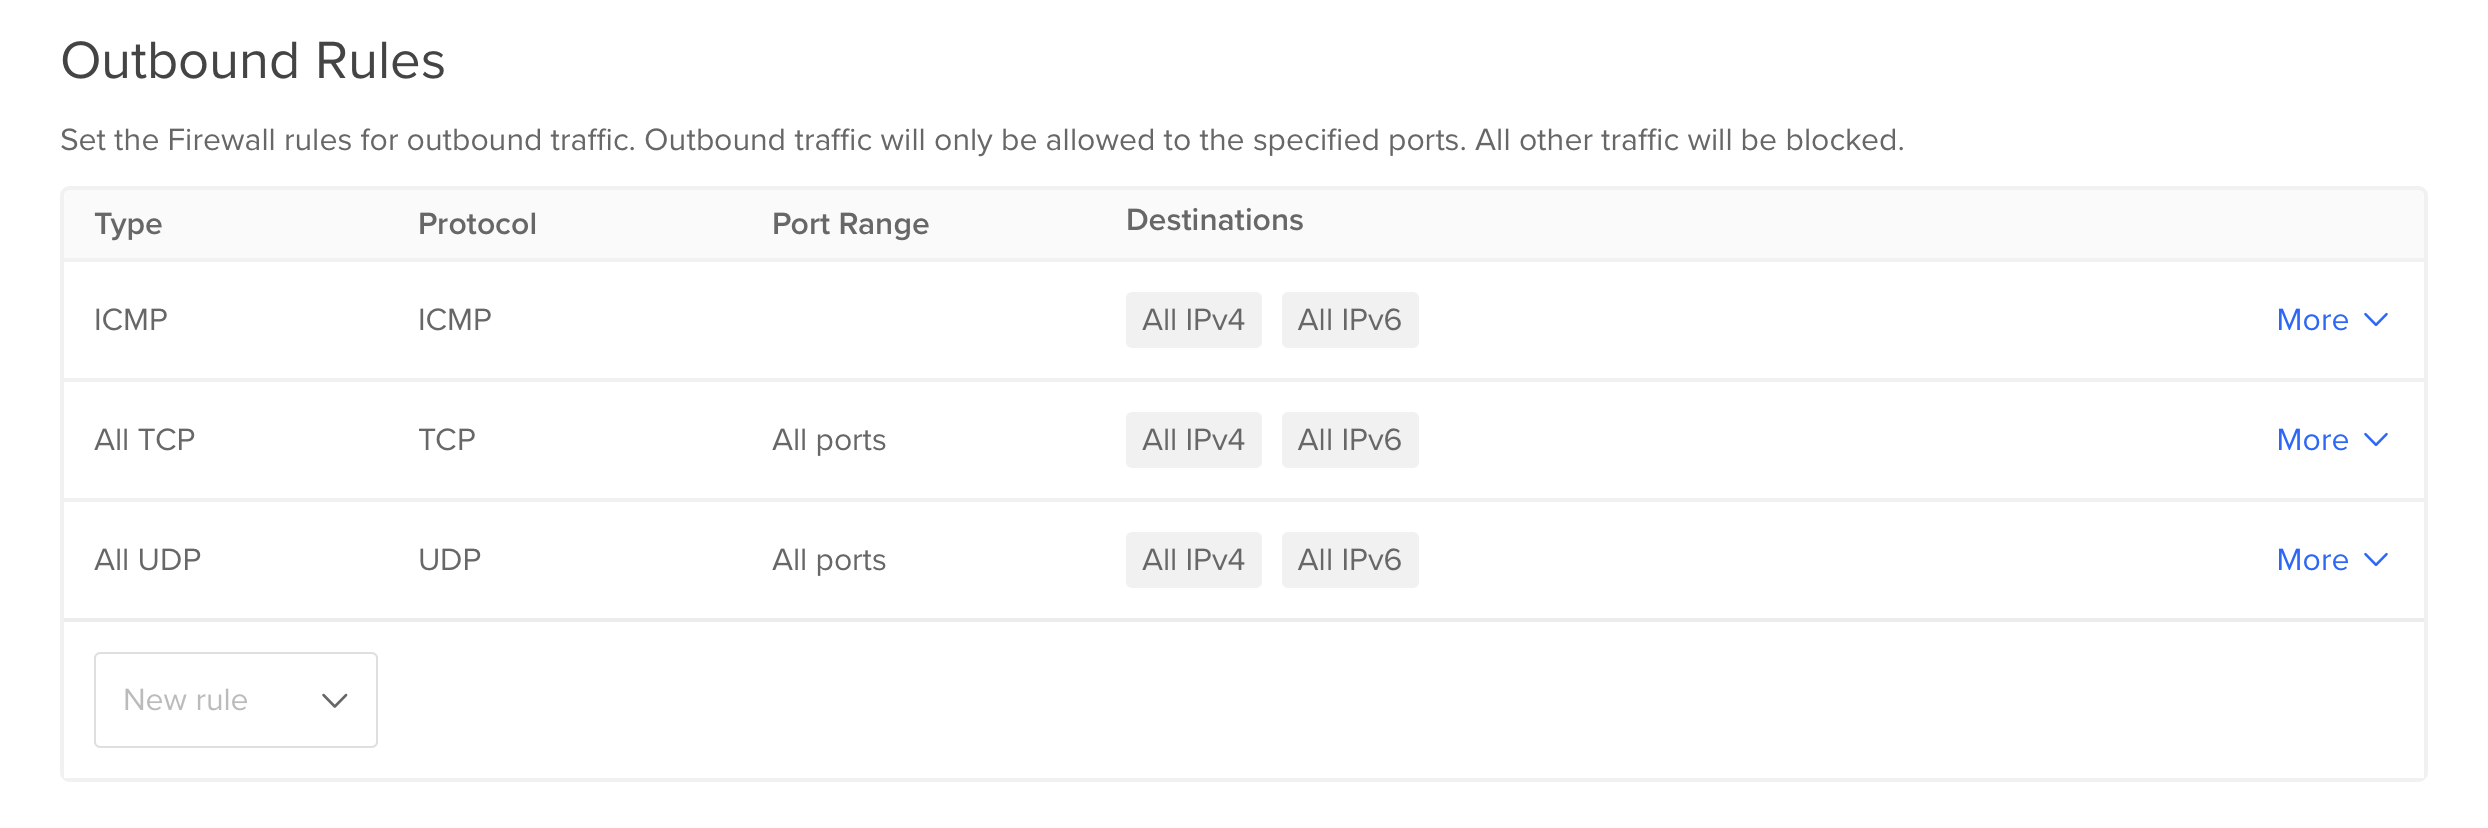 Outbound Rules
Set the Firewall rules for outbound traffic. Outbound traffic will only be allowed to the specified ports. All other traffic will be blocked.
Type Protocol Port Range Destinations
ICMP ICMP All IPv4 All IPv6 More
All TCP TCP All ports All IPv4 All IPv6 More
All UDP UDP All ports All IPv4 All IPv6 More
New rule